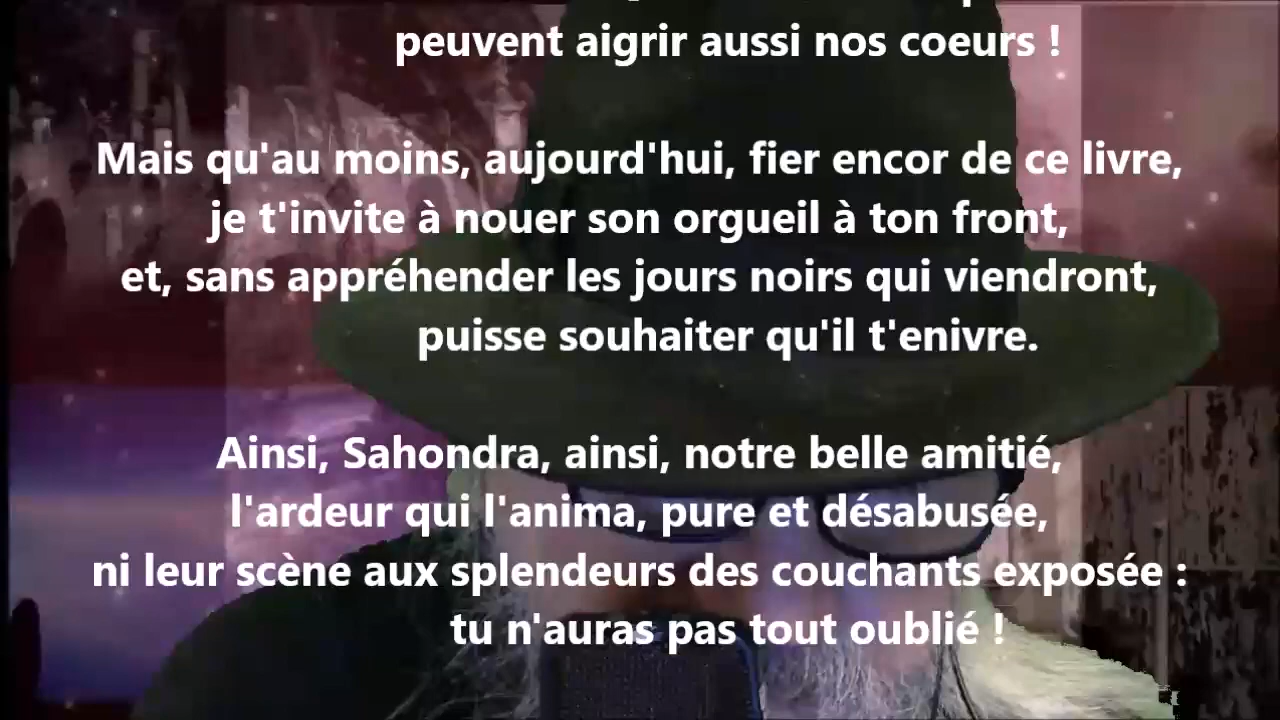 peuvent aigrir aussi nos coeurs !
Mais qu'au moins, aujourd'hui, fier encor de ce livre,
je t'invite à nouer son orgueil à ton front,
et, sans appréhender les jours noirs qui viendront,
puisse souhaiter qu'il t'enivre.
Ainsi, Sahondra, ainsi, notre belle amitié,
l'ardeur qui l'anima, pure et désabusée,
ni leur scène aux splendeurs des couchants exposée :
tu n'auras pas tout oublié !